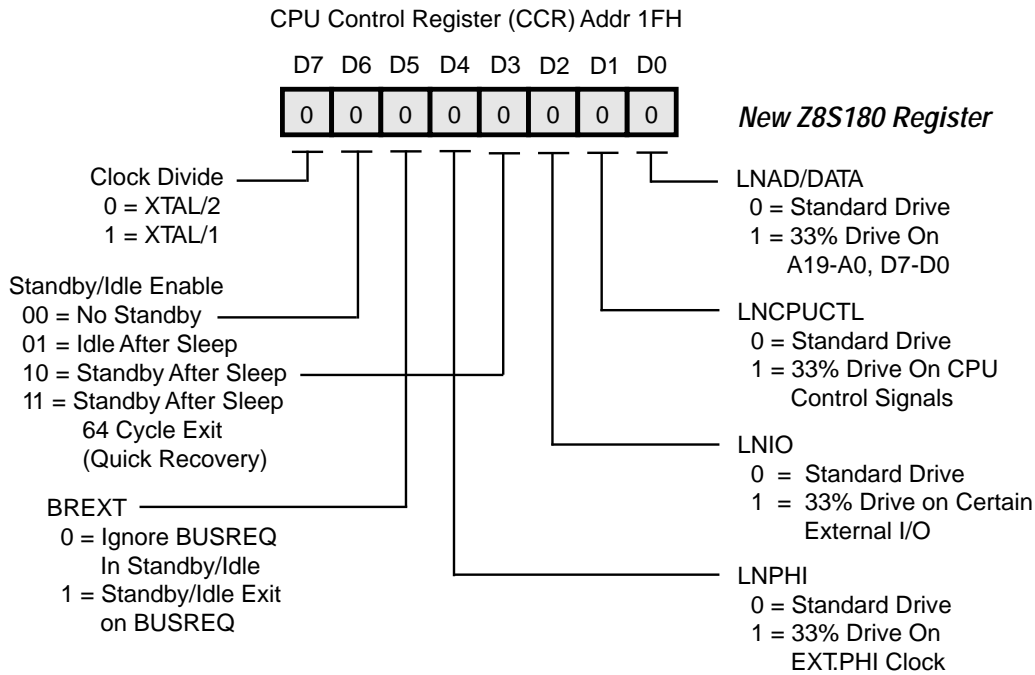 CPU Control Register (CCR) Addr 1FH
D7 D6 D5 D4 D3 D2 D1 D0
0 0 0 0 0 0 0 0
New Z8S180 Register
Clock Divide
0 = XTAL/2
1 = XTAL/1
Standby/Idle Enable
00 = No Standby
01 = Idle After Sleep
10 = Standby After Sleep
11 = Standby After Sleep
64 Cycle Exit
(Quick Recovery)
BREXT
0 = Ignore BUSREQ
In Standby/Idle
1 = Standby/Idle Exit
on BUSREQ
LNAD/DATA
0 = Standard Drive
1 = 33% Drive On
A19-A0, D7-D0
LNCPUCTL
0 = Standard Drive
1 = 33% Drive On CPU
Control Signals
LNIO
0 = Standard Drive
1 = 33% Drive on Certain
External I/O
LNPHI
0 = Standard Drive
1 = 33% Drive On
EXT.PHI Clock